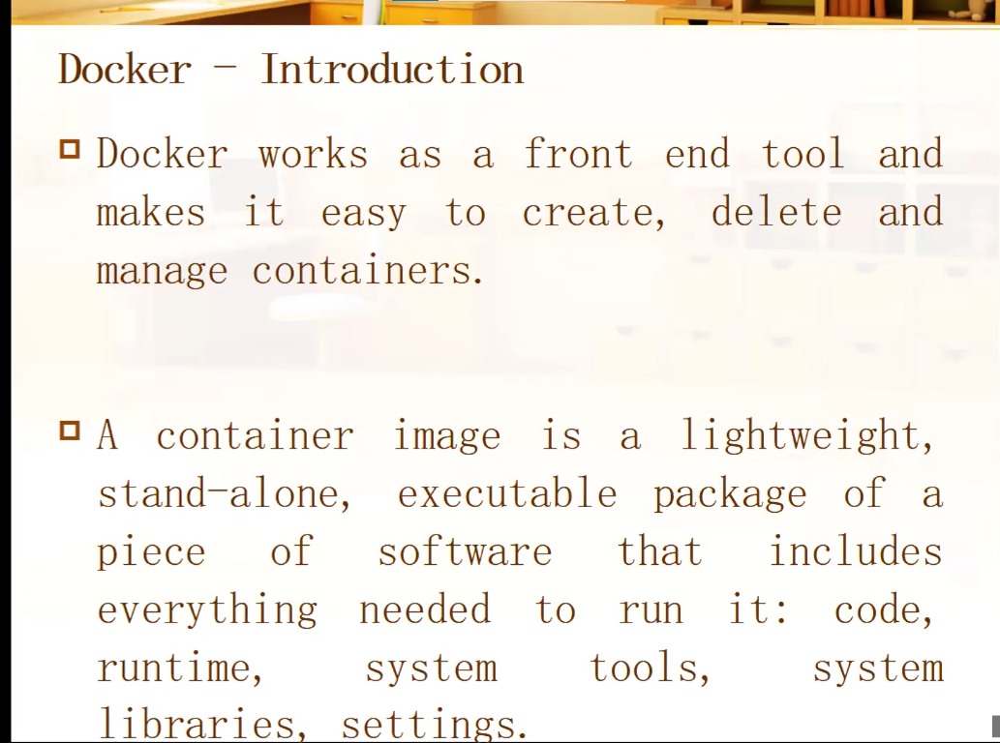 Docker – Introduction
Docker works as a front end tool and
makes it easy to create, delete and
manage containers.
A container image is a lightweight,
stand-alone, executable package of a
piece of software that includes
everything needed to run it: code,
runtime, system tools, system
libraries, settings.